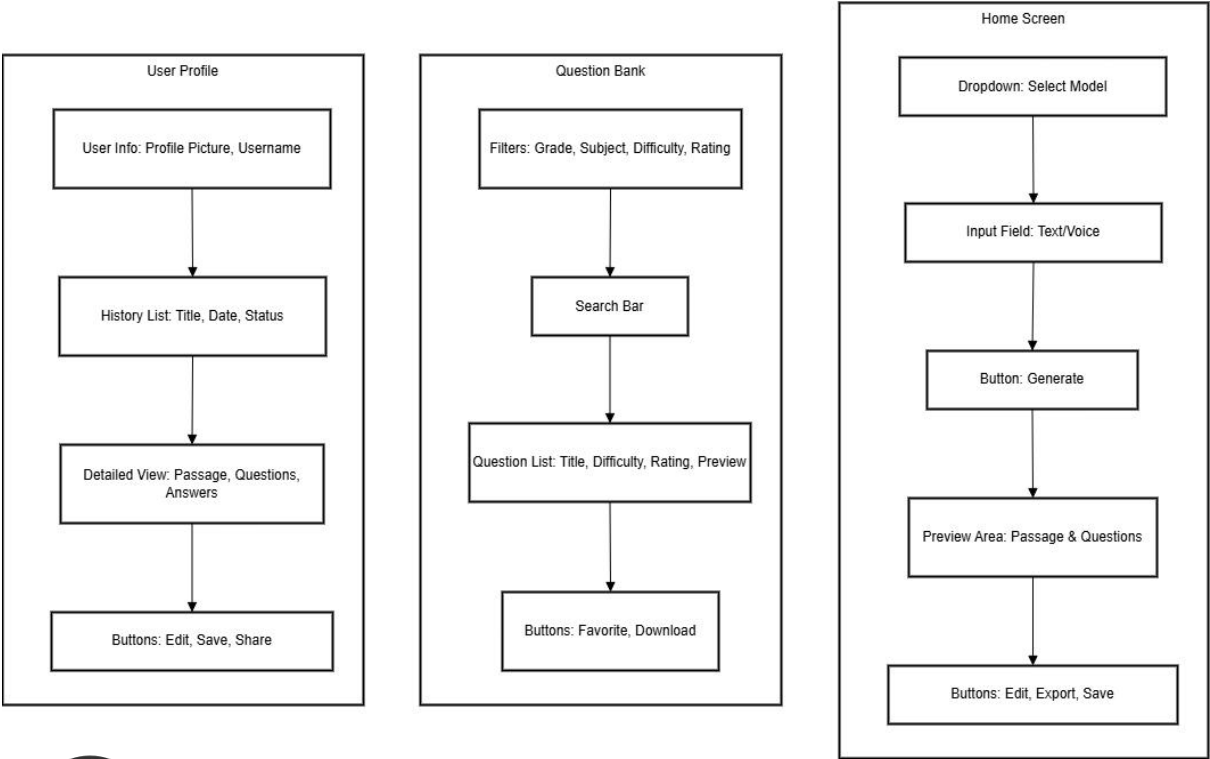 User Profile
User Info: Profile Picture, Username
History List: Title, Date, Status
Detailed View: Passage, Questions,
Answers
Buttons: Edit, Save, Share
Question Bank
Filters: Grade, Subject, Difficulty, Rating
Search Bar
Question List: Title, Difficulty, Rating, Preview
Buttons: Favorite, Download
Home Screen
Dropdown: Select Model
Input Field: Text/Voice
Button: Generate
Preview Area: Passage & Questions
Buttons: Edit, Export, Save